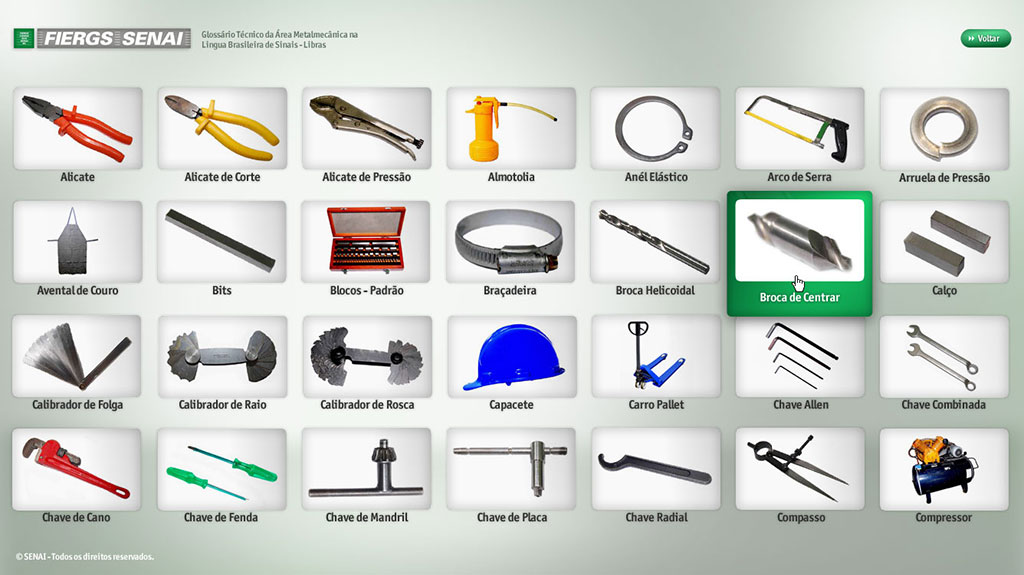 FIERGS SENAI
Glossário Técnico da Área Metalmecânica na
Língua Brasileira de Sinais - Libras
Voltar
Alicate
Alicate de Corte
Alicate de Pressão
Almotolia
Anél Elástico
Arco de Serra
Arruela de Pressão
Avental de Couro
Bits
Blocos - Padrão
Braçadeira
Broca Helicoidal
Broca de Centrar
Calço
Calibrador de Folga
Calibrador de Raio
Calibrador de Rosca
Capacete
Carro Pallet
Chave Allen
Chave Combinada
Chave de Cano
Chave de Fenda
Chave de Mandril
Chave de Placa
Chave Radial
Compasso
Compressor
© SENAI - Todos os direitos reservados.